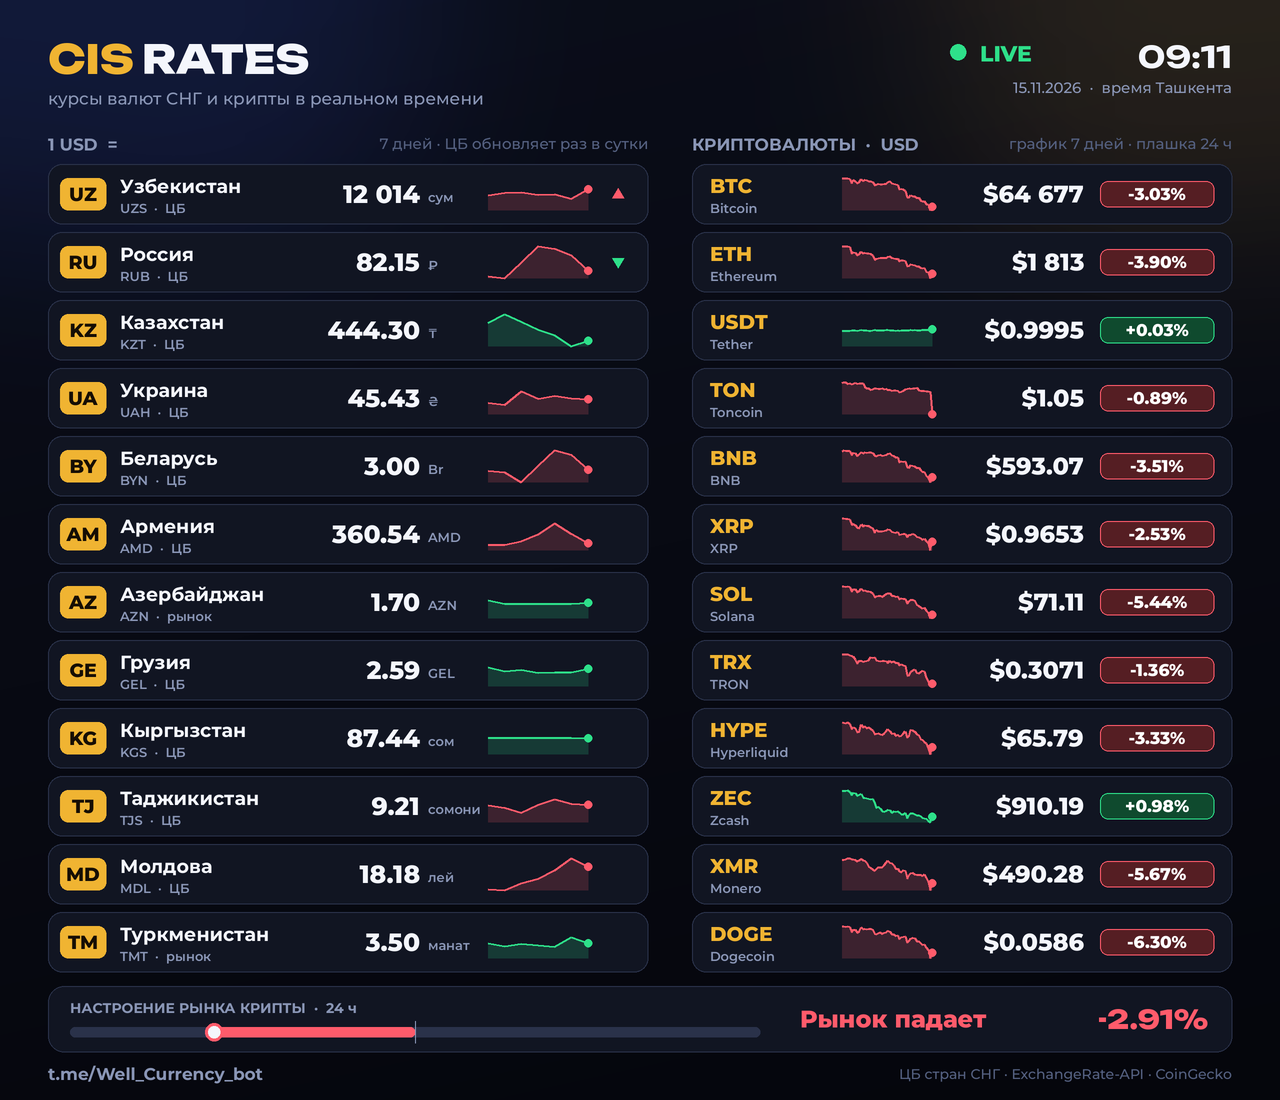 CIS RATES
курсы валют СНГ и крипты в реальном времени
LIVE
09:11
15.11.2026 · время Ташкента
1 USD =
7 дней · ЦБ обновляет раз в сутки
UZ Узбекистан 12 014 сум
UZS · ЦБ
RU Россия 82.15 ₽
RUB · ЦБ
KZ Казахстан 444.30 ₸
KZT · ЦБ
UA Украина 45.43 ₴
UAH · ЦБ
BY Беларусь 3.00 Br
BYN · ЦБ
AM Армения 360.54 AMD
AMD · ЦБ
AZ Азербайджан 1.70 AZN
AZN · рынок
GE Грузия 2.59 GEL
GEL · ЦБ
KG Кыргызстан 87.44 сом
KGS · ЦБ
TJ Таджикистан 9.21 сомони
TJS · ЦБ
MD Молдова 18.18 лей
MDL · ЦБ
TM Туркменистан 3.50 манат
TMT · рынок
КРИПТОВАЛЮТЫ · USD
график 7 дней · плашка 24 ч
BTC $64 677 -3.03%
Bitcoin
ETH $1 813 -3.90%
Ethereum
USDT $0.9995 +0.03%
Tether
TON $1.05 -0.89%
Toncoin
BNB $593.07 -3.51%
BNB
XRP $0.9653 -2.53%
XRP
SOL $71.11 -5.44%
Solana
TRX $0.3071 -1.36%
TRON
HYPE $65.79 -3.33%
Hyperliquid
ZEC $910.19 +0.98%
Zcash
XMR $490.28 -5.67%
Monero
DOGE $0.0586 -6.30%
Dogecoin
НАСТРОЕНИЕ РЫНКА КРИПТЫ · 24 ч
Рынок падает
-2.91%
t.me/Well_Currency_bot
ЦБ стран СНГ · ExchangeRate-API · CoinGecko